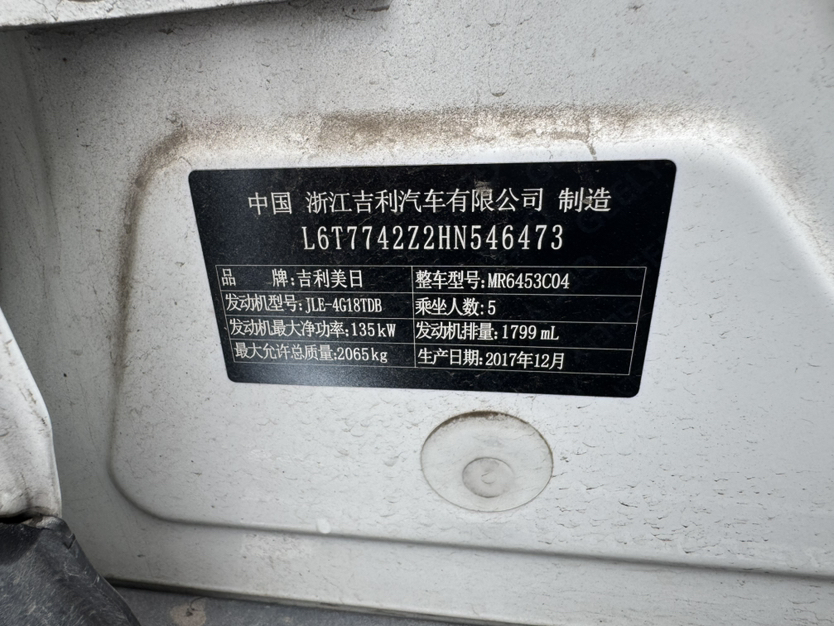 中国 浙江吉利汽车有限公司 制造
L6T7742Z2HN546473
品 牌:吉利美日 整车型号:MR6453C04
发动机型号:JLE-4G18TDB 乘坐人数:5
发动机最大净功率:135kW 发动机排量:1799mL
最大允许总质量:2065kg 生产日期:2017年12月